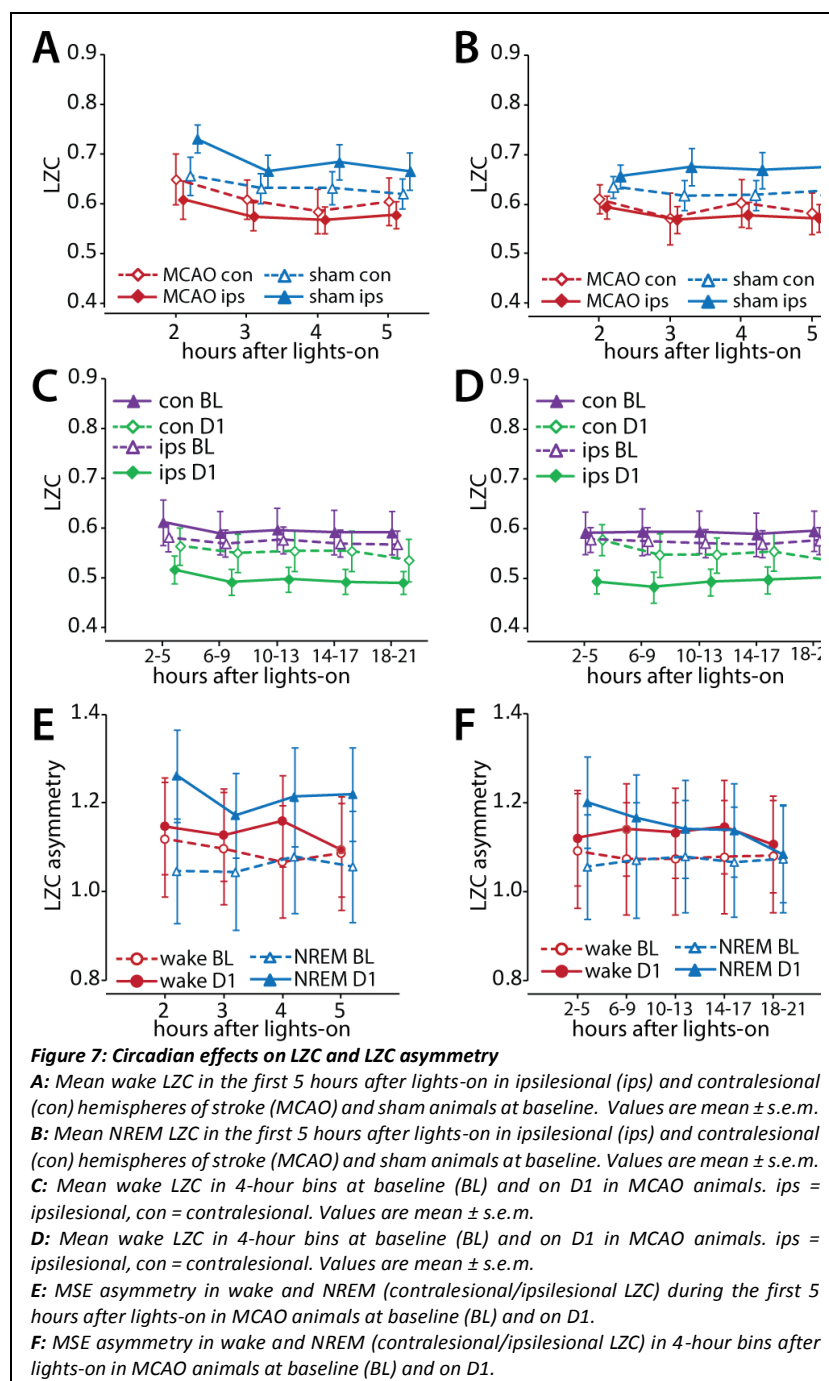 A
0.9
0.8
0.7
0.6
0.5
0.4
LZC
MCAO con
sham con
MCAO ips
sham ips
2 3 4 5
hours after lights-on
B
0.9
0.8
0.7
0.6
0.5
0.4
LZC
MCAO con
sham con
MCAO ips
sham ips
2 3 4 5
hours after lights-on
C
0.9
0.8
0.7
0.6
0.5
0.4
LZC
con BL
con D1
ips BL
ips D1
2-5 6-9 10-13 14-17 18-21
hours after lights-on
D
0.9
0.8
0.7
0.6
0.5
0.4
LZC
con BL
con D1
ips BL
ips D1
2-5 6-9 10-13 14-17 18-2
hours after lights-on
E
1.4
1.2
1.0
0.8
LZC asymmetry
wake BL
NREM BL
wake D1
NREM D1
2 3 4 5
hours after lights-on
F
1.4
1.2
1.0
0.8
LZC asymmetry
wake BL
NREM BL
wake D1
NREM D1
2-5 6-9 10-13 14-17 18-21
hours after lights-on
Figure 7: Circadian effects on LZC and LZC asymmetry
A: Mean wake LZC in the first 5 hours after lights-on in ipsilesional (ips) and contralesional
(con) hemispheres of stroke (MCAO) and sham animals at baseline. Values are mean ± s.e.m.
B: Mean NREM LZC in the first 5 hours after lights-on in ipsilesional (ips) and contralesional
(con) hemispheres of stroke (MCAO) and sham animals at baseline. Values are mean ± s.e.m.
C: Mean wake LZC in 4-hour bins at baseline (BL) and on D1 in MCAO animals. ips =
ipsilesional, con = contralesional. Values are mean ± s.e.m.
D: Mean wake LZC in 4-hour bins at baseline (BL) and on D1 in MCAO animals. ips =
ipsilesional, con = contralesional. Values are mean ± s.e.m.
E: MSE asymmetry in wake and NREM (contralesional/ipsilesional LZC) during the first 5
hours after lights-on in MCAO animals at baseline (BL) and on D1.
F: MSE asymmetry in wake and NREM (contralesional/ipsilesional LZC) in 4-hour bins after
lights-on in MCAO animals at baseline (BL) and on D1.